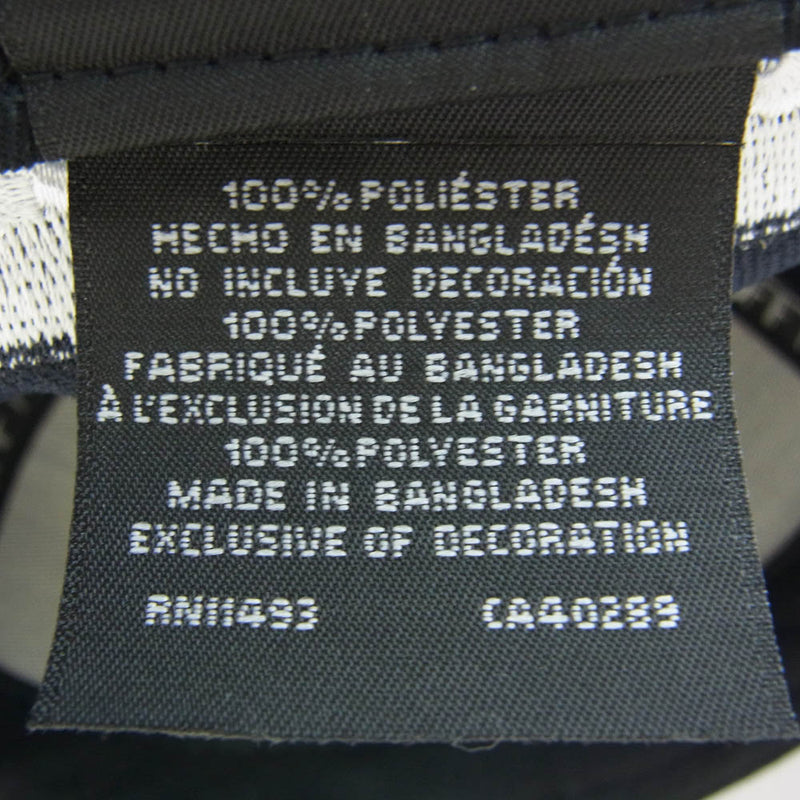 100% POLIÉSTER
HECHO EN BANGLADÉSH
NO INCLUYE DECORACIÓN
100% POLYESTER
FABRIQUÉ AU BANGLADESH
À L'EXCLUSION DE LA GARNITURE
100% POLYESTER
MADE IN BANGLADESH
EXCLUSIVE OF DECORATION
RN11493 CA40289